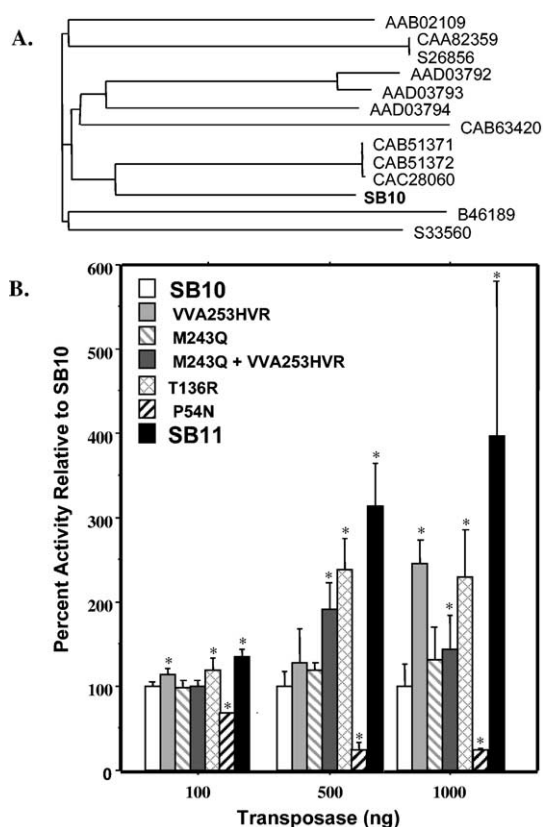 A.
AAB02109
CAA82359
S26856
AAD03792
AAD03793
AAD03794
CAB63420
CAB51371
CAB51372
CAC28060
SB10
B46189
S33560
B.
Percent Activity Relative to SB10
600
500
400
300
200
100
0
SB10
VVA253HVR
M243Q
M243Q + VVA253HVR
T136R
P54N
SB11
* * * *
* * * *
* * * * *
100 500 1000
Transposase (ng)